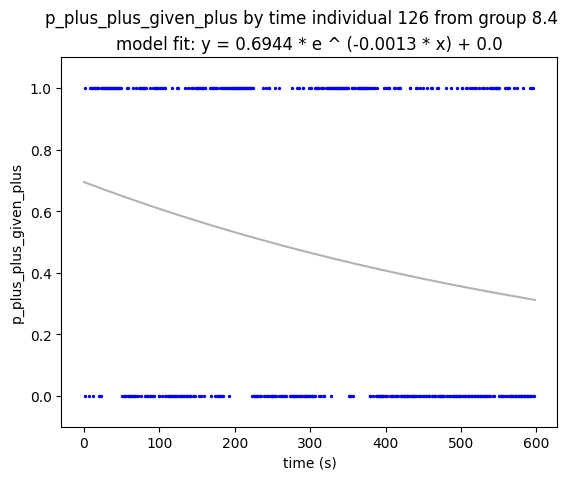 p_plus_plus_given_plus by time individual 126 from group 8.4
model fit: y = 0.6944 * e ^ (-0.0013 * x) + 0.0
1.0
0.8
0.6
0.4
0.2
0.0
p_plus_plus_given_plus
0 100 200 300 400 500 600
time (s)